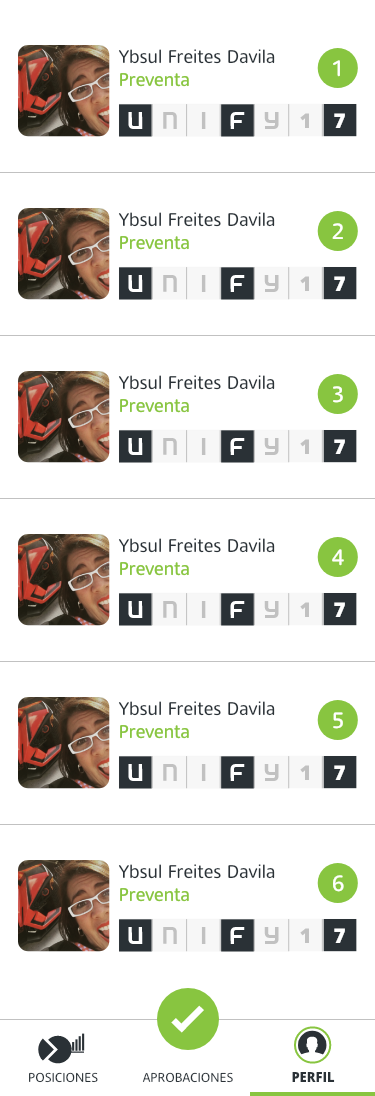 Ybsul Freites Davila
1
Preventa
U N I F Y 1 7
Ybsul Freites Davila
2
Preventa
U N I F Y 1 7
Ybsul Freites Davila
3
Preventa
U N I F Y 1 7
Ybsul Freites Davila
4
Preventa
U N I F Y 1 7
Ybsul Freites Davila
5
Preventa
U N I F Y 1 7
Ybsul Freites Davila
6
Preventa
U N I F Y 1 7
POSICIONES
APROBACIONES
PERFIL